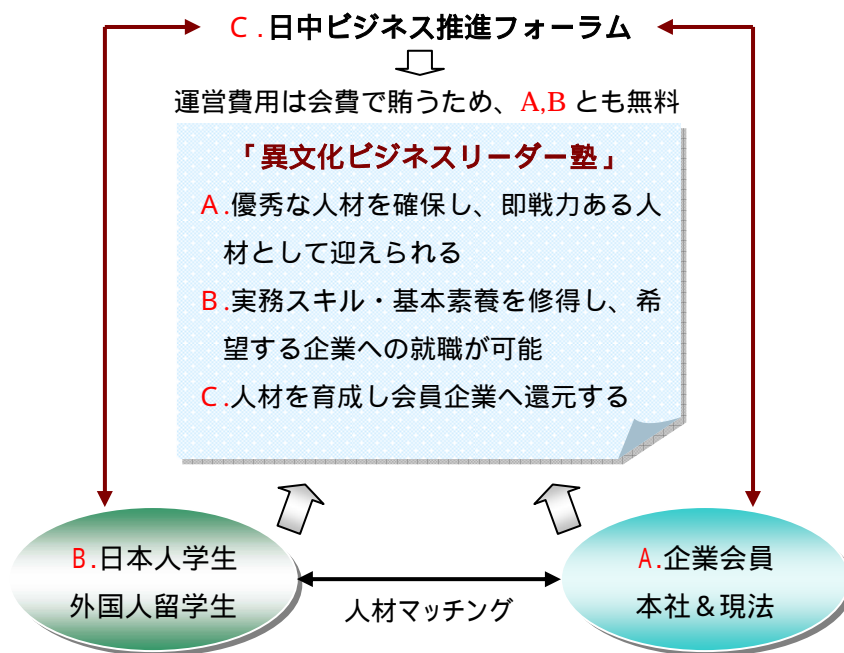 C.日中ビジネス推進フォーラム
運営費用は会費で賄うため、A,B とも無料
「異文化ビジネスリーダー塾」
A.優秀な人材を確保し、即戦力ある人
材として迎えられる
B.実務スキル・基本素養を修得し、希
望する企業への就職が可能
C.人材を育成し会員企業へ還元する
B.日本人学生
外国人留学生
人材マッチング
A.企業会員
本社＆現法